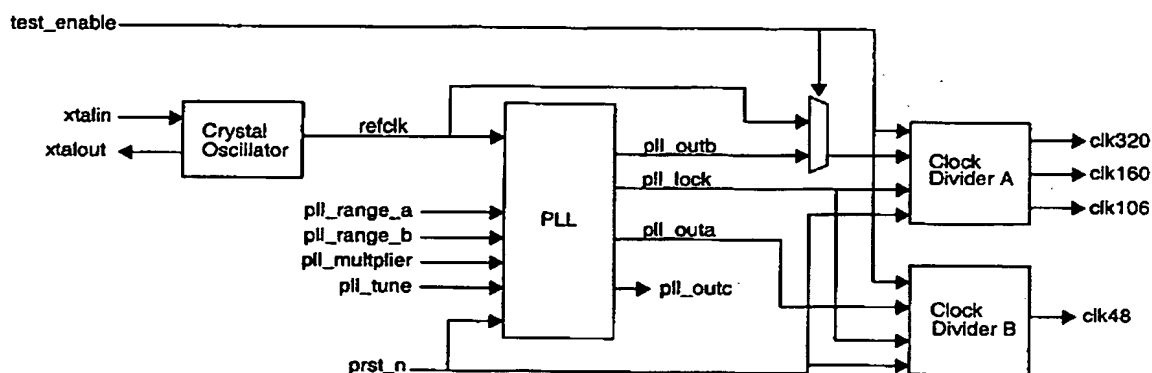 test_enable
xtalin
xtalout
Crystal
Oscillator
refclk
pll_range_a
pll_range_b
pll_multplier
pll_tune
prst_n
PLL
pll_outb
pll_lock
pll_outa
pll_outc
Clock
Divider A
clk320
clk160
clk106
Clock
Divider B
clk48